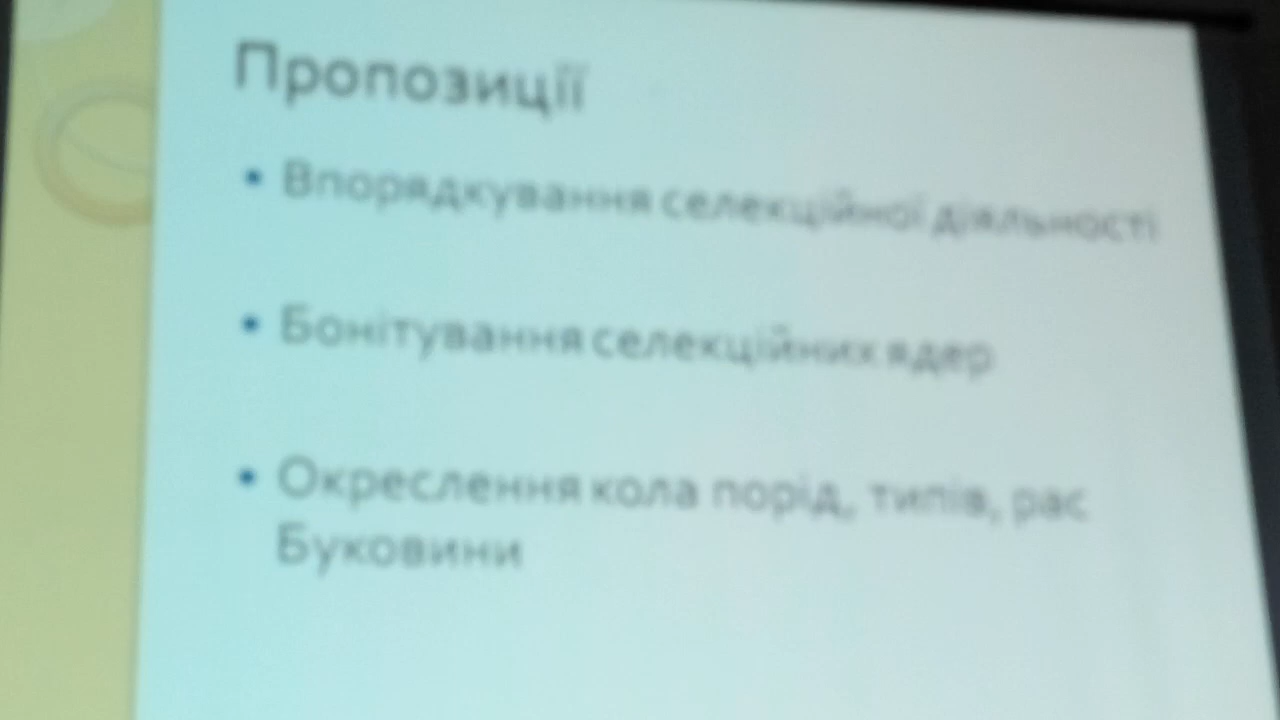 Пропозиції
• Впорядкування селекційної діяльності
• Бонітування селекційних ядер
• Окреслення кола порід, типів, рас
Буковини